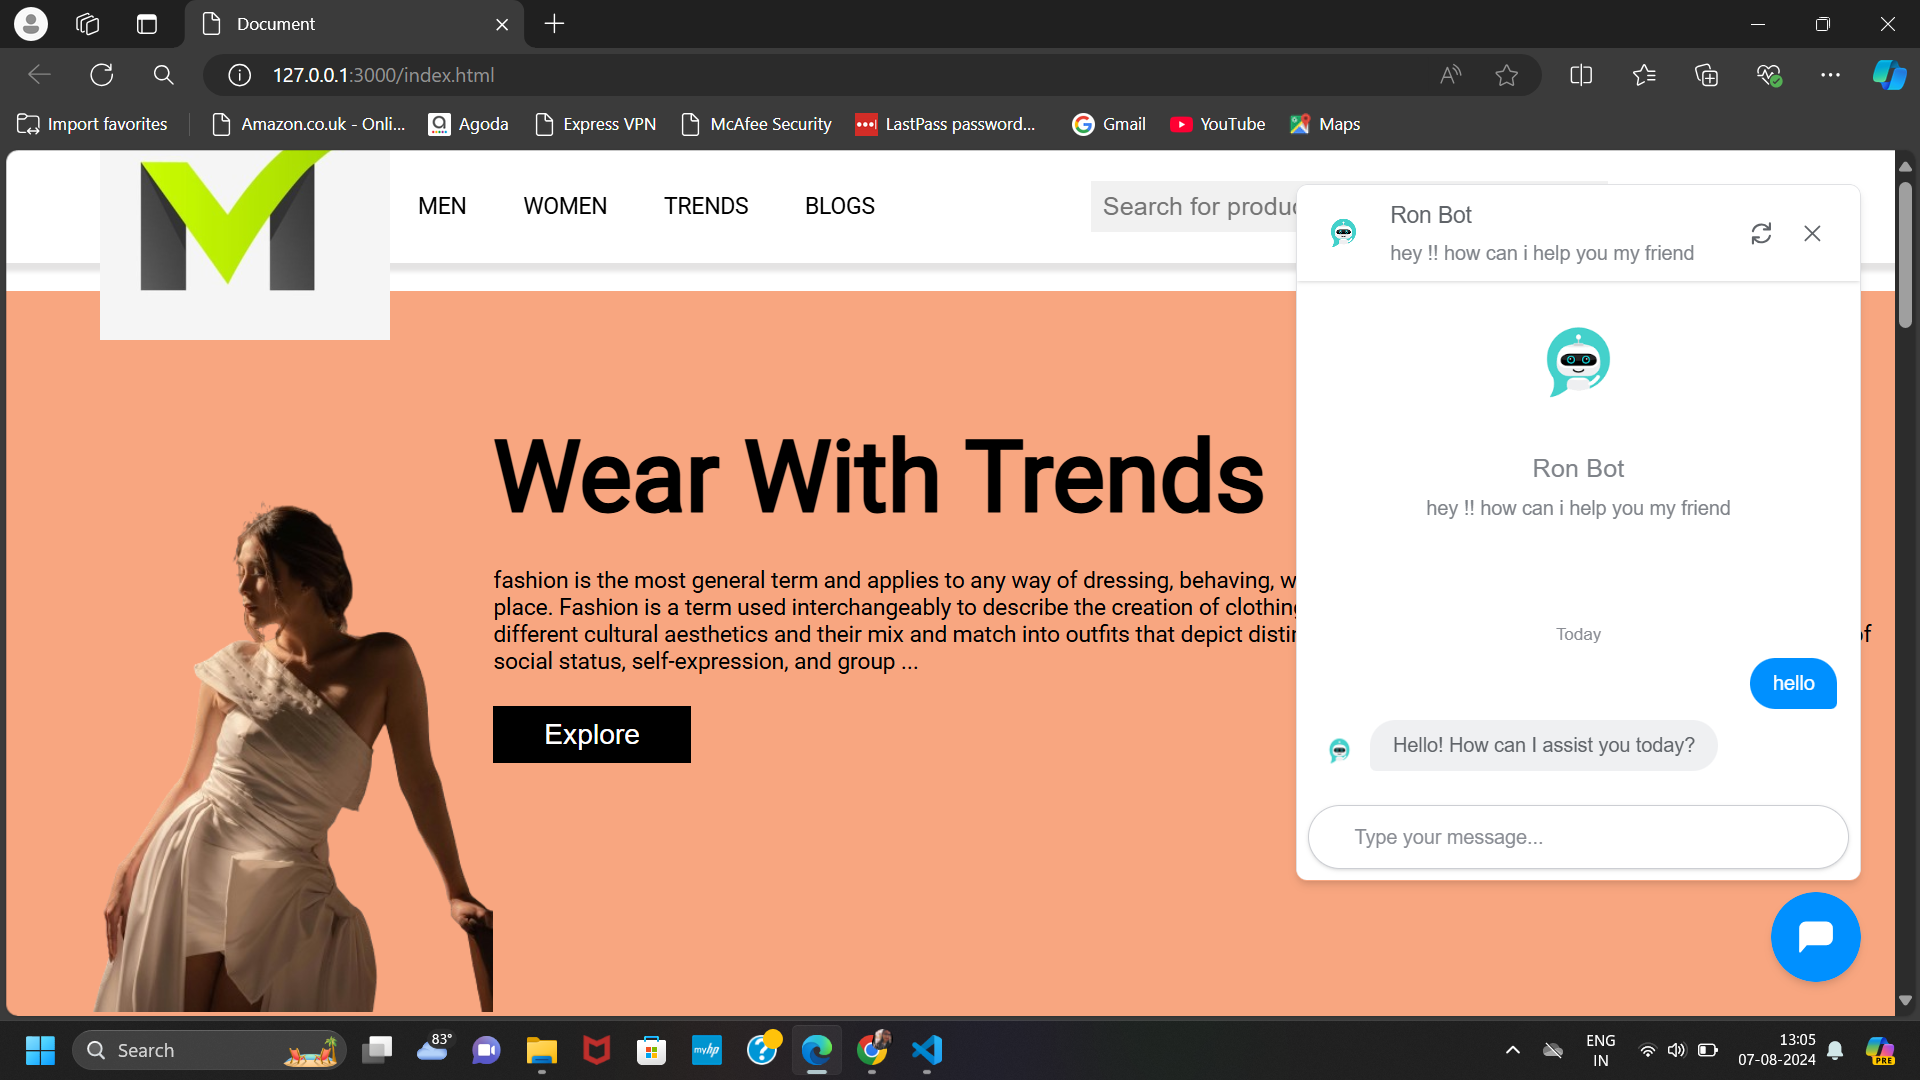 Document
127.0.0.1:3000/index.html
Import favorites
Amazon.co.uk - Onli...
Agoda
Express VPN
McAfee Security
LastPass password...
Gmail
YouTube
Maps
M
MEN
WOMEN
TRENDS
BLOGS
Search for produc
Ron Bot
hey !! how can i help you my friend
Ron Bot
hey !! how can i help you my friend
Today
hello
Hello! How can I assist you today?
Type your message...
Wear With Trends
fashion is the most general term and applies to any way of dressing, behaving, w
place. Fashion is a term used interchangeably to describe the creation of clothing
different cultural aesthetics and their mix and match into outfits that depict distin of
social status, self-expression, and group ...
Explore
Search
83°
myhp
ENG
IN
13:05
07-08-2024
PRE